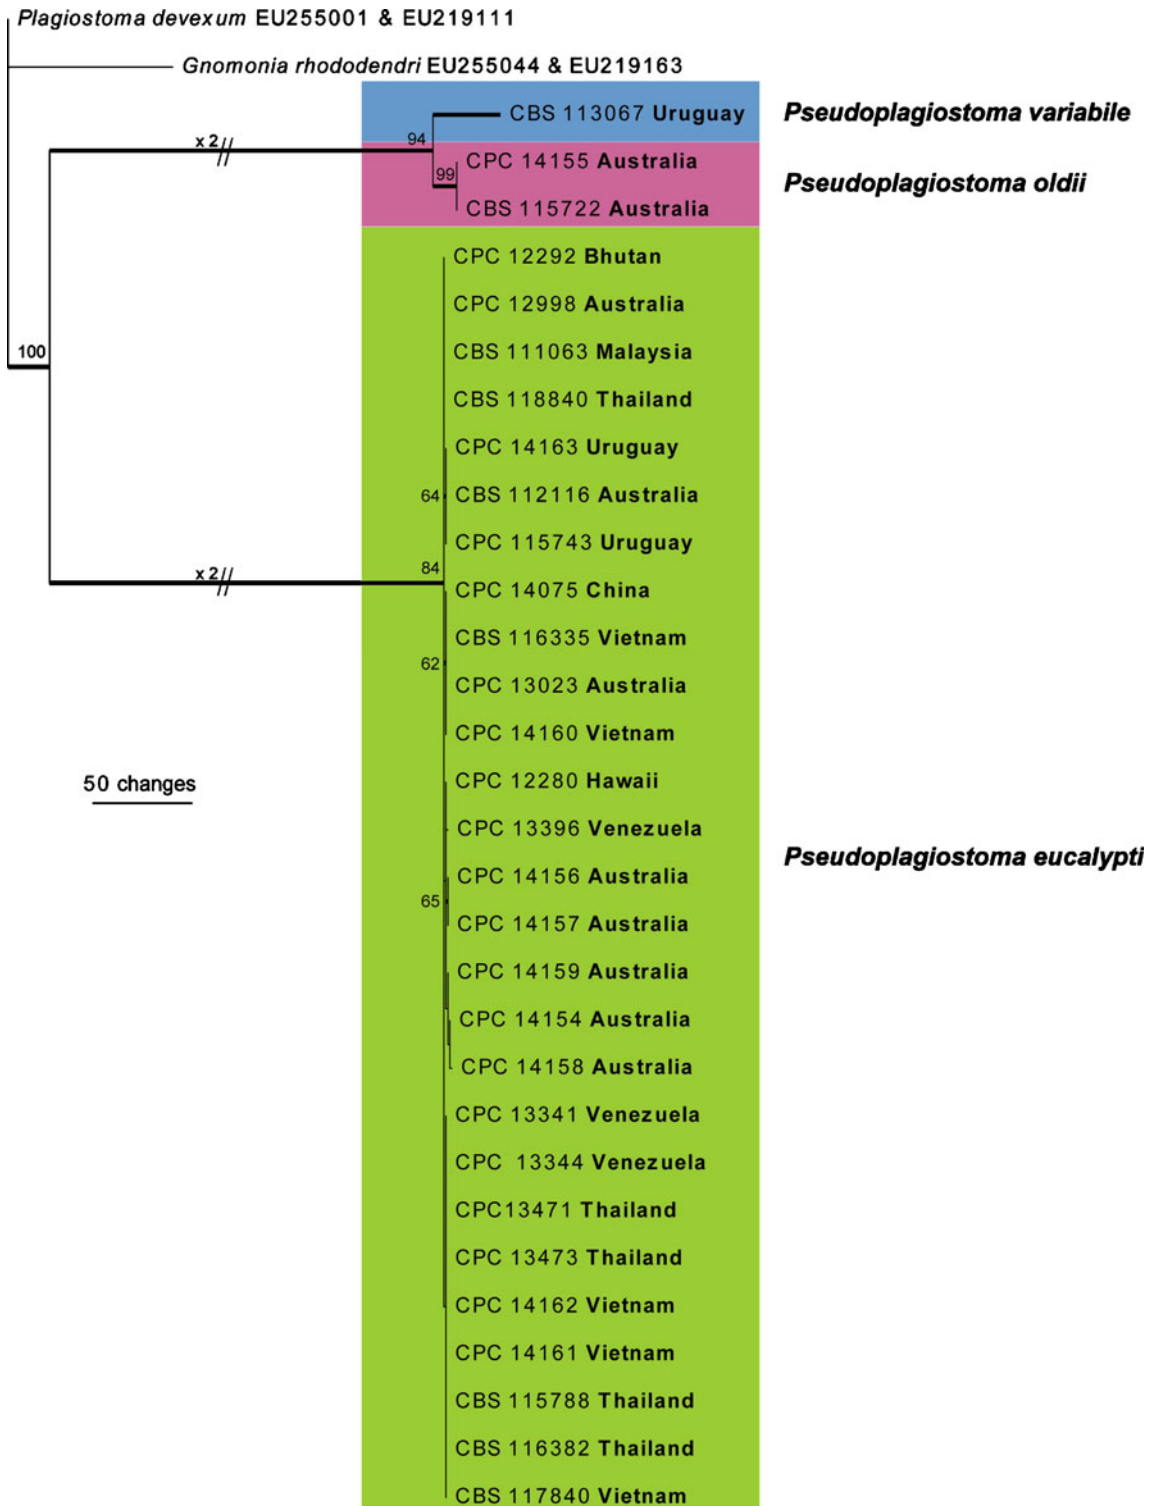 Plagiostoma devexum EU255001 & EU219111
Gnomonia rhododendri EU255044 & EU219163
CBS 113067 Uruguay
Pseudoplagiostoma variabile
x 2
94
CPC 14155 Australia
99
Pseudoplagiostoma oldii
CBS 115722 Australia
CPC 12292 Bhutan
CPC 12998 Australia
100
CBS 111063 Malaysia
CBS 118840 Thailand
CPC 14163 Uruguay
64
CBS 112116 Australia
CPC 115743 Uruguay
x 2
84
CPC 14075 China
CBS 116335 Vietnam
62
CPC 13023 Australia
CPC 14160 Vietnam
50 changes
CPC 12280 Hawaii
CPC 13396 Venezuela
Pseudoplagiostoma eucalypti
CPC 14156 Australia
65
CPC 14157 Australia
CPC 14159 Australia
CPC 14154 Australia
CPC 14158 Australia
CPC 13341 Venezuela
CPC 13344 Venezuela
CPC13471 Thailand
CPC 13473 Thailand
CPC 14162 Vietnam
CPC 14161 Vietnam
CBS 115788 Thailand
CBS 116382 Thailand
CBS 117840 Vietnam